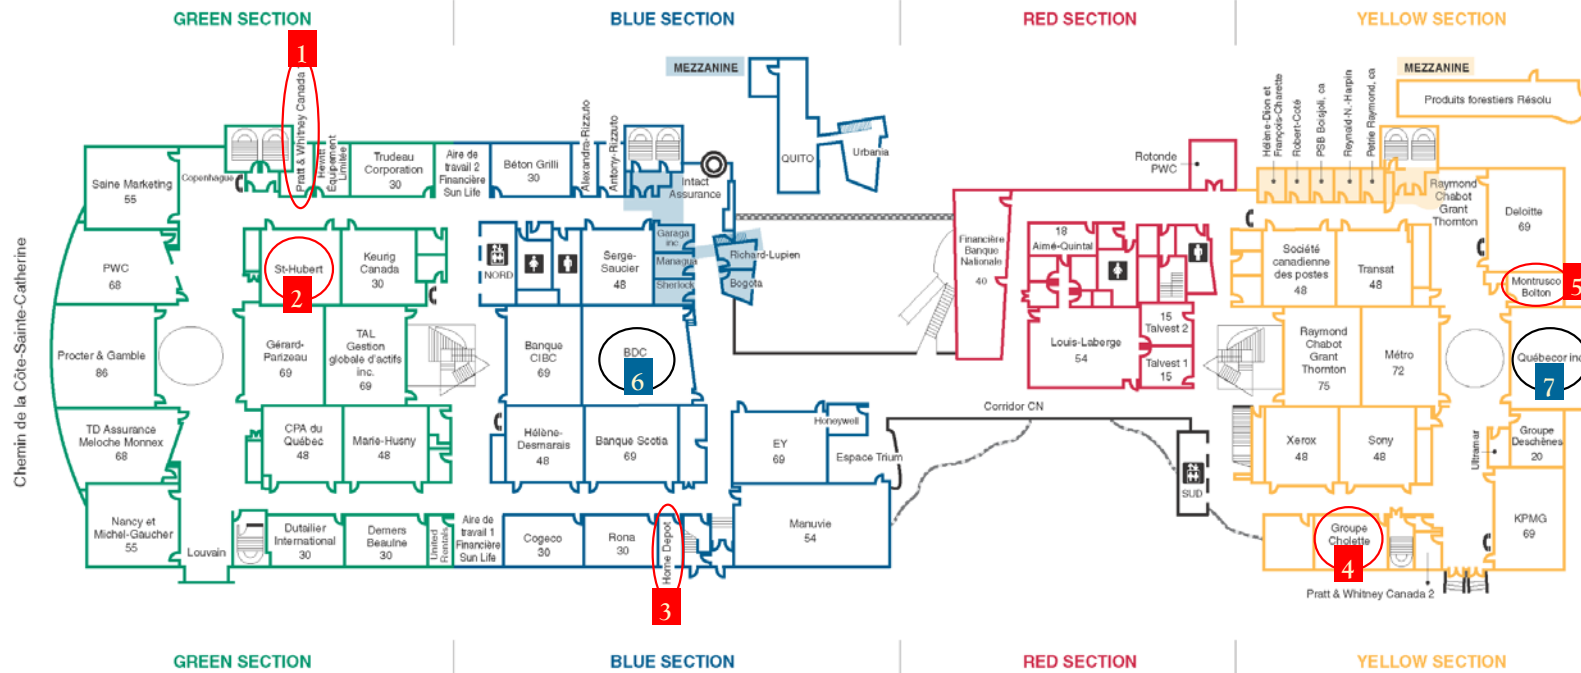 GREEN SECTION
BLUE SECTION
RED SECTION
YELLOW SECTION
1
MEZZANINE
MEZZANINE
Pratt & Whitney Canada
Hewitt
Équipement
Limitée
Alexandra-Rizzuto
Antony-Rizzuto
Hélène-Dion et
François-Charette
Robert-Coté
PSB Boisjoli, ca
Reynald-N.-Harpin
Petrie Raymond, ca
Produits forestiers Résolu
Copenhague
Saine Marketing
55
Trudeau
Corporation
30
Aire de
travail 2
Financière
Sun Life
Béton Grilli
30
Intact
Assurance
QUITO
Urbania
Rotonde
PWC
Raymond
Chabot
Grant
Thornton
Deloitte
69
Chemin de la Côte-Sainte-Catherine
PWC
68
St-Hubert
2
Keurig
Canada
30
NORD
Serge-
Saucier
48
Garaga
inc
Managua
Sherlock
Richard-Lupien
Bogota
Financière
Banque
Nationale
40
18
Aimé-Quintal
Société
canadienne
des postes
48
Transat
48
Montrusco
Bolton
5
Procter & Gamble
86
Gérard-
Parizeau
69
TAL
Gestion
globale d'actifs
inc.
69
Banque
CIBC
69
BDC
6
Louis-Laberge
54
15
Talvest 2
Talvest 1
15
Raymond
Chabot
Grant
Thornton
75
Métro
72
Québecor inc
7
TD Assurance
Meloche Monnex
68
CPA du
Québec
48
Marie-Husny
48
Hélène-
Desmarais
48
Banque Scotia
69
EY
69
Honeywell
Espace Trium
Corridor CN
SUD
Xerox
48
Sony
48
Ultramar
Groupe
Deschênes
20
Nancy et
Michel-Gaucher
55
Louvain
Dutailier
International
30
Demers
Beaulne
30
United
Rentals
Aire de
travail 1
Financière
Sun Life
Cogeco
30
Rona
30
Home Depot
3
Manuvie
54
Groupe
Cholette
4
Pratt & Whitney Canada 2
KPMG
69
GREEN SECTION
BLUE SECTION
RED SECTION
YELLOW SECTION